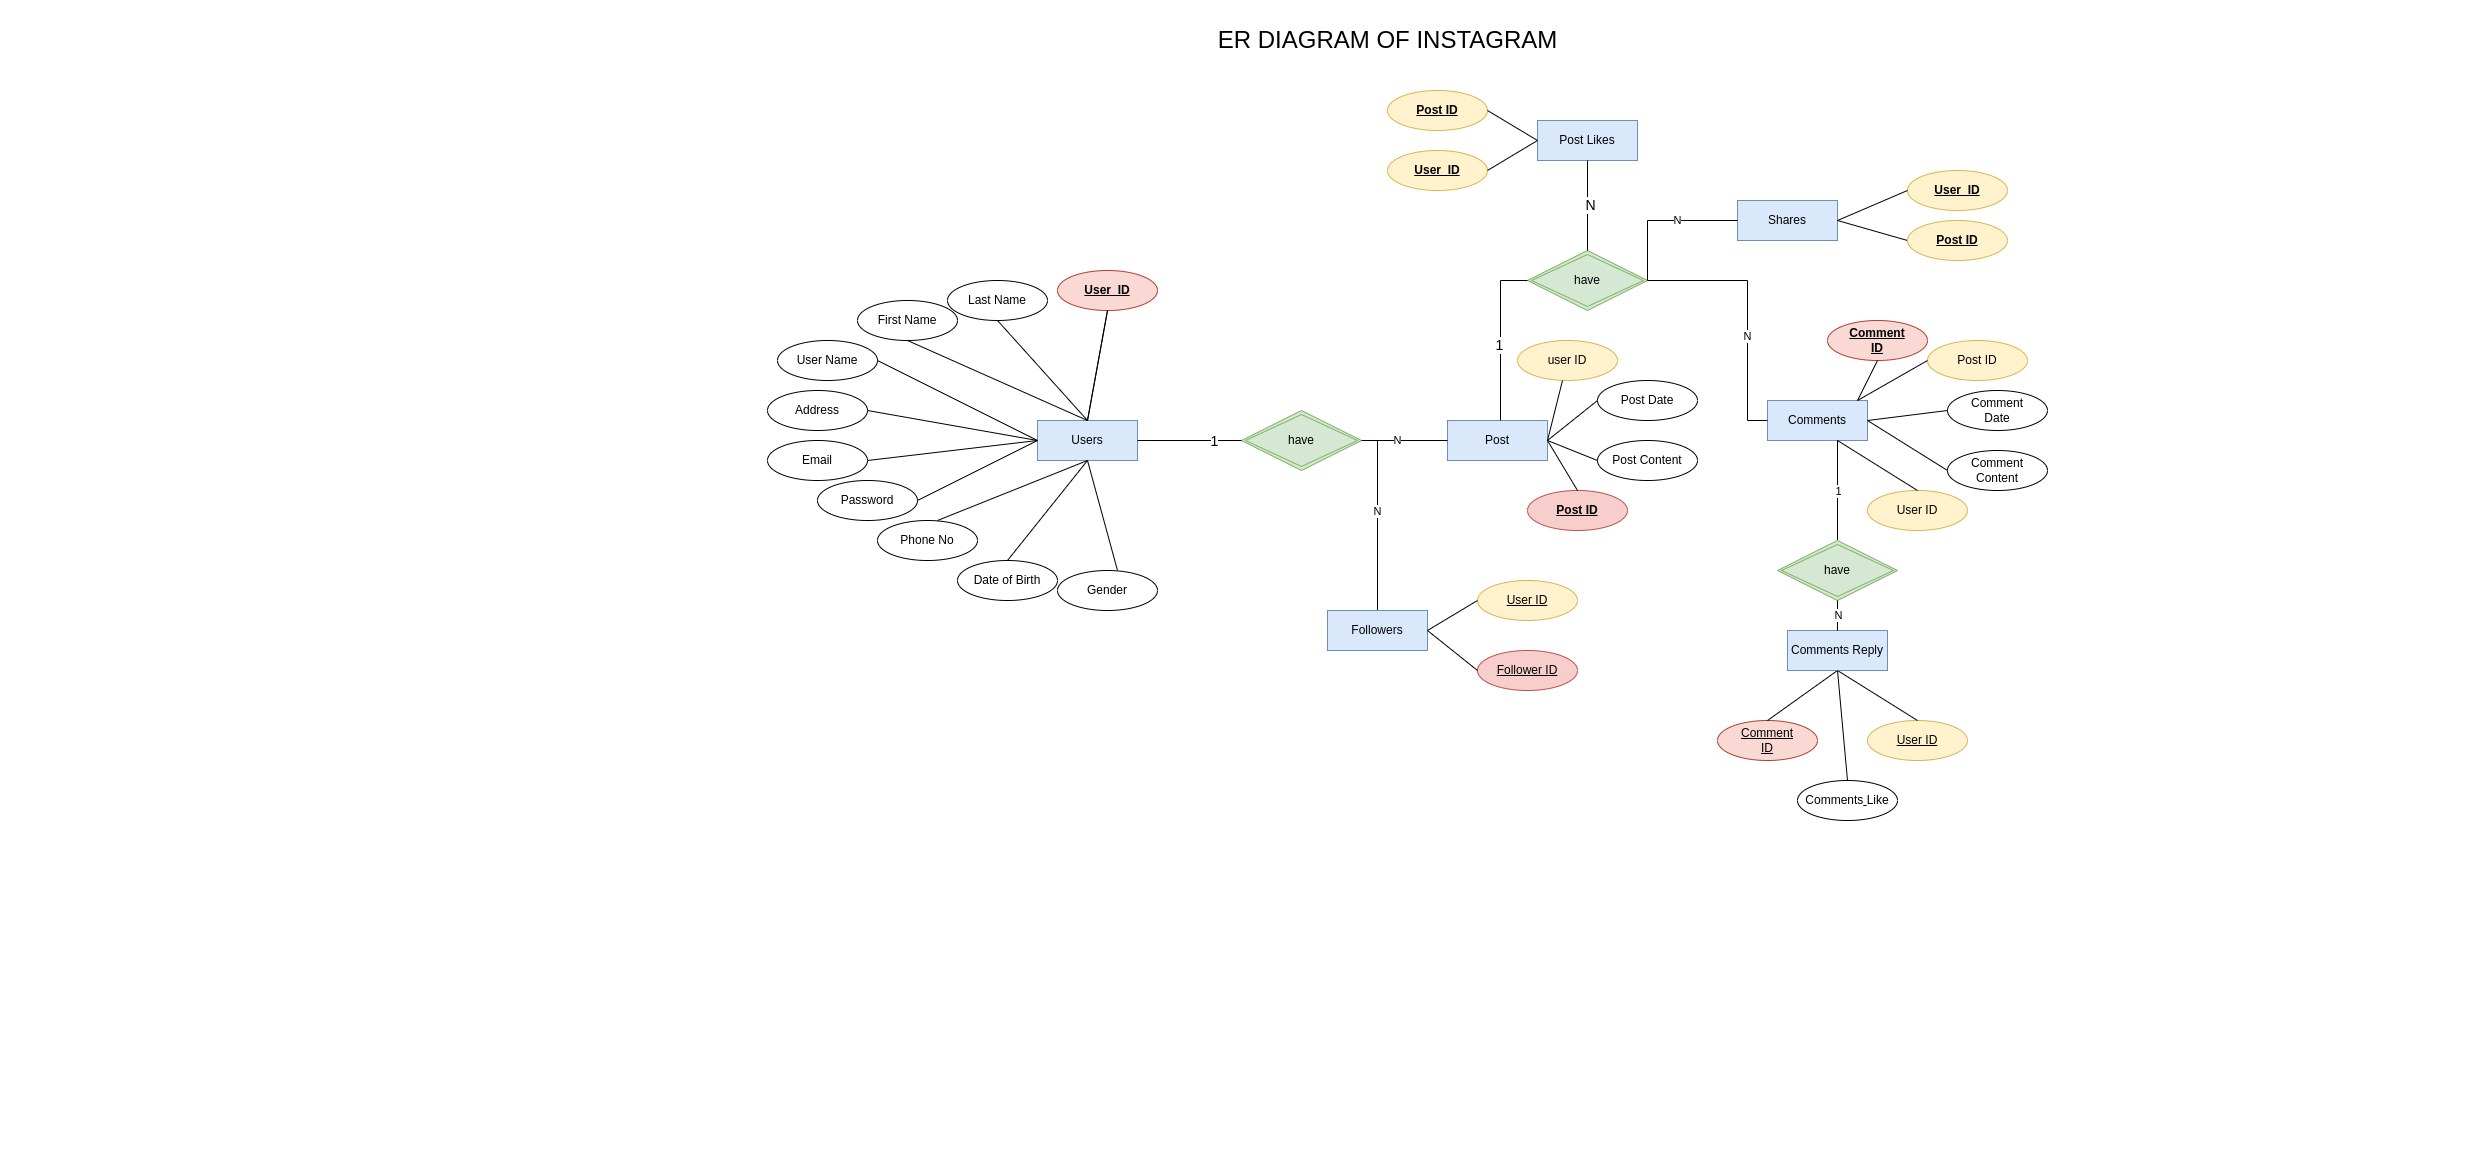 ER DIAGRAM OF INSTAGRAM
Post ID
Post Likes
User_ID
User_ID
N
Shares
N
Post ID
have
User_ID
Last Name
First Name
1
N
Comment
ID
User Name
user ID
Post ID
Post Date
Address
Comment
Date
Comments
Users
1
have
N
Post
Email
Post Content
Comment
Content
Password
1
N
Post ID
User ID
Phone No
have
Date of Birth
Gender
User ID
N
Followers
Comments Reply
Follower ID
Comment
ID
User ID
Comments Like